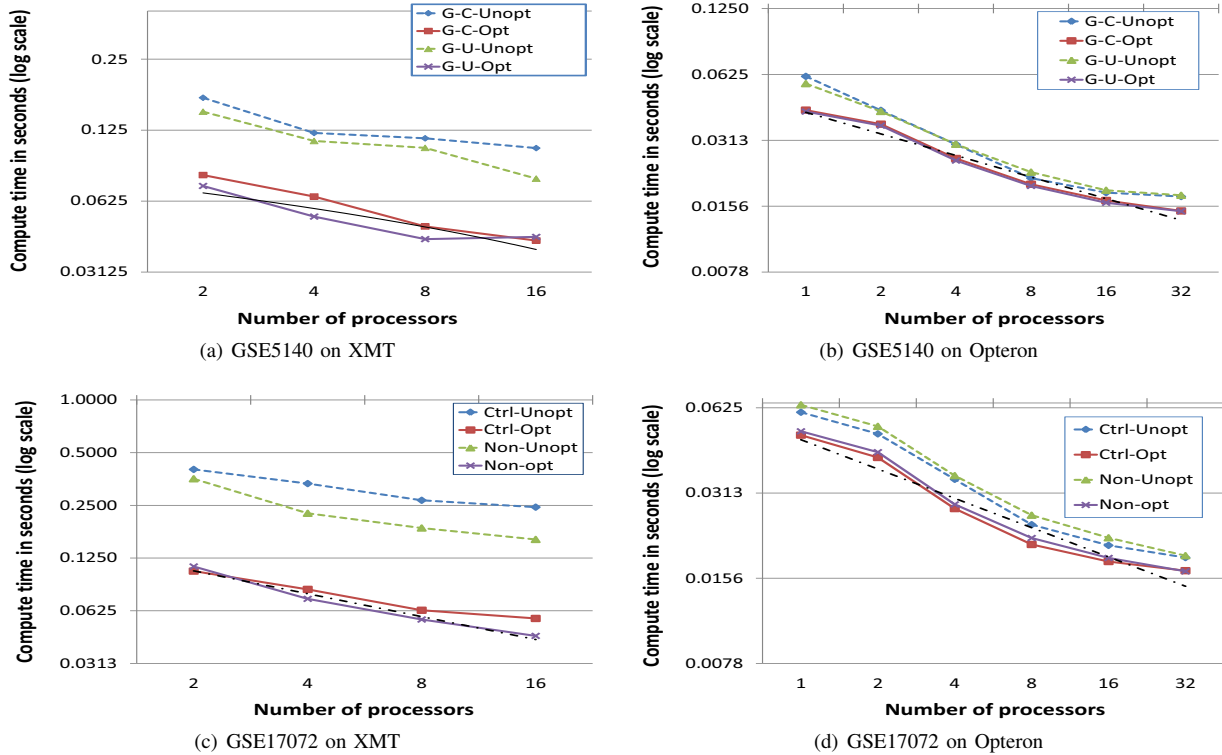 Compute time in seconds (log scale)
0.25
0.125
0.0625
0.03125
2 4 8 16
Number of processors
G-C-Unopt
G-C-Opt
G-U-Unopt
G-U-Opt
(a) GSE5140 on XMT
Compute time in seconds (log scale)
0.1250
0.0625
0.0313
0.0156
0.0078
1 2 4 8 16 32
Number of processors
G-C-Unopt
G-C-Opt
G-U-Unopt
G-U-Opt
(b) GSE5140 on Opteron
Compute time in seconds (log scale)
1.0000
0.5000
0.2500
0.1250
0.0625
0.0313
2 4 8 16
Number of processors
Ctrl-Unopt
Ctrl-Opt
Non-Unopt
Non-opt
(c) GSE17072 on XMT
Compute time in seconds (log scale)
0.0625
0.0313
0.0156
0.0078
1 2 4 8 16 32
Number of processors
Ctrl-Unopt
Ctrl-Opt
Non-Unopt
Non-opt
(d) GSE17072 on Opteron